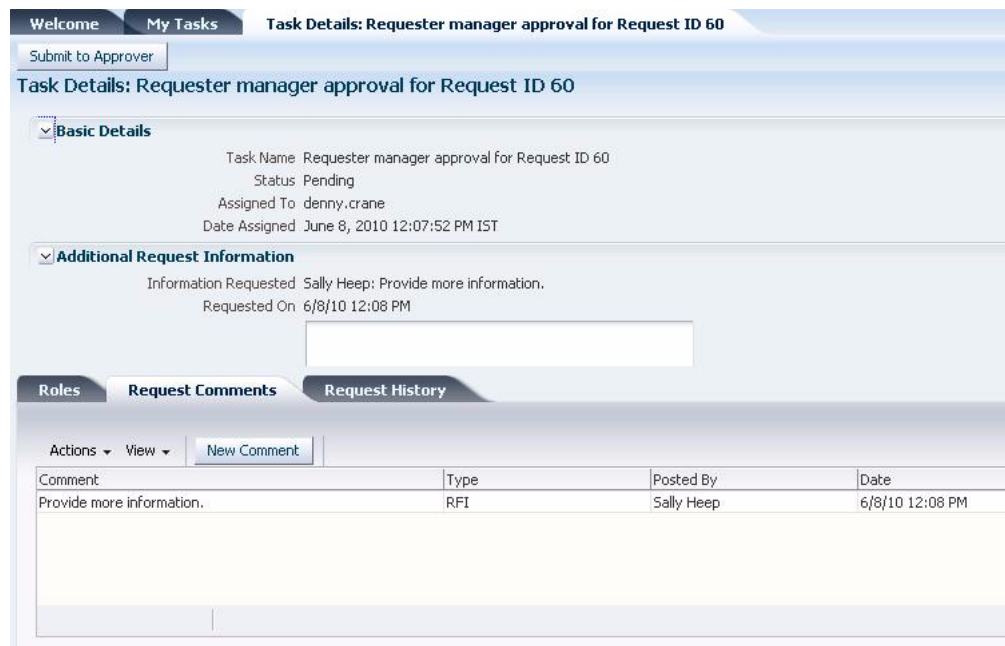 Welcome My Tasks Task Details: Requester manager approval for Request ID 60
Submit to Approver
Task Details: Requester manager approval for Request ID 60
Basic Details
Task Name Requester manager approval for Request ID 60
Status Pending
Assigned To denny.crane
Date Assigned June 8, 2010 12:07:52 PM IST
Additional Request Information
Information Requested Sally Heep: Provide more information.
Requested On 6/8/10 12:08 PM
Roles Request Comments Request History
Actions View New Comment
Comment Type Posted By Date
Provide more information. RFI Sally Heep 6/8/10 12:08 PM